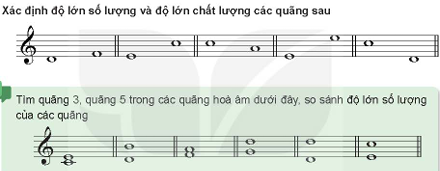 Xác định độ lớn số lượng và độ lớn chất lượng các quãng sau
Tìm quãng 3, quãng 5 trong các quãng hoà âm dưới đây, so sánh độ lớn số lượng
của các quãng